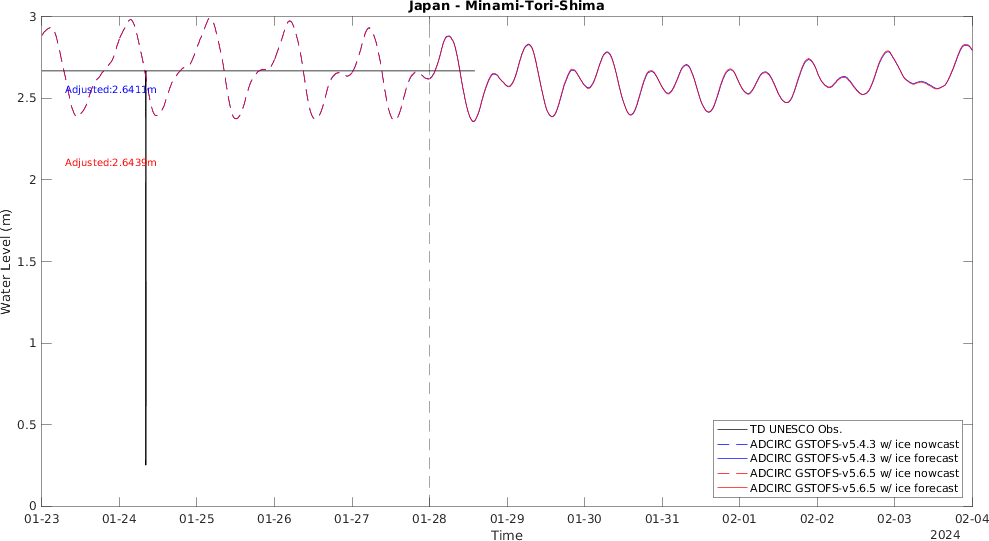 Japan - Minami-Tori-Shima
Water Level (m)
3
2.5
2
1.5
1
0.5
0
Adjusted:2.6411m
Adjusted:2.6439m
TD UNESCO Obs.
ADCIRC GSTOFS-v5.4.3 w/ ice nowcast
ADCIRC GSTOFS-v5.4.3 w/ ice forecast
ADCIRC GSTOFS-v5.6.5 w/ ice nowcast
ADCIRC GSTOFS-v5.6.5 w/ ice forecast
01-23 01-24 01-25 01-26 01-27 01-28 01-29 01-30 01-31 02-01 02-02 02-03 02-04
Time
2024